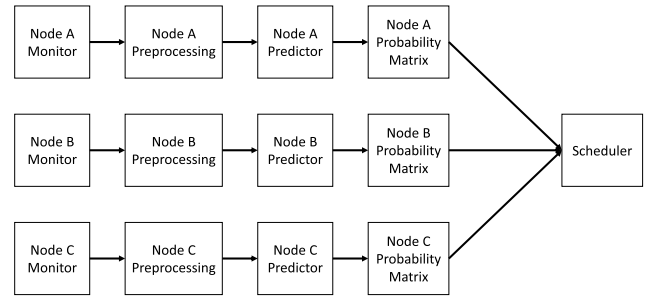 Node A
Monitor
Node A
Preprocessing
Node A
Predictor
Node A
Probability
Matrix
Node B
Monitor
Node B
Preprocessing
Node B
Predictor
Node B
Probability
Matrix
Scheduler
Node C
Monitor
Node C
Preprocessing
Node C
Predictor
Node C
Probability
Matrix